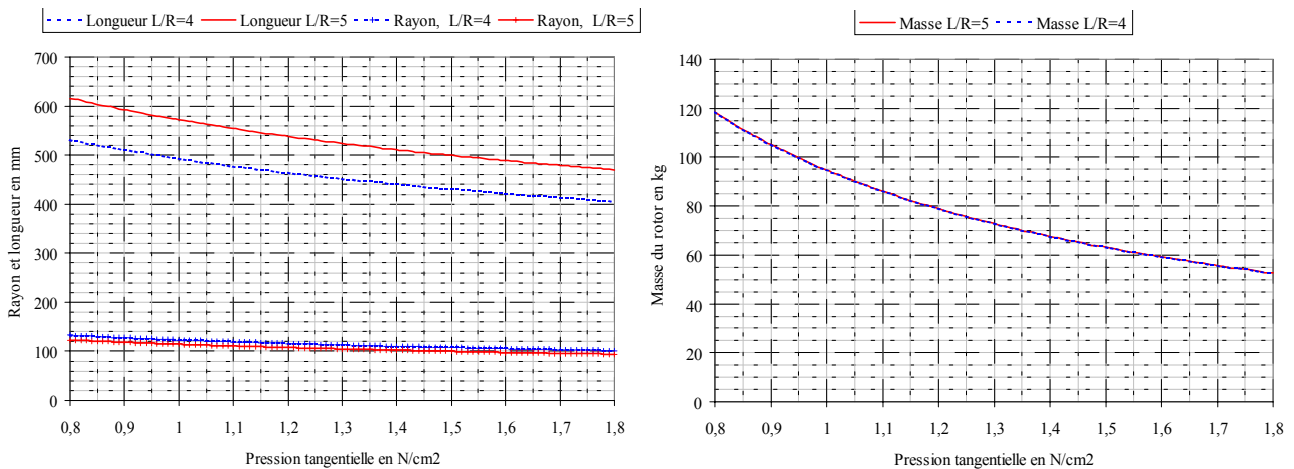 Longueur L/R=4 Longueur L/R=5 Rayon, L/R=4 Rayon, L/R=5
Rayon et longueur en mm
700
600
500
400
300
200
100
0
0,8 0,9 1 1,1 1,2 1,3 1,4 1,5 1,6 1,7 1,8
Pression tangentielle en N/cm2
Masse L/R=5 Masse L/R=4
Masse du rotor en kg
140
120
100
80
60
40
20
0
0,8 0,9 1 1,1 1,2 1,3 1,4 1,5 1,6 1,7 1,8
Pression tangentielle en N/cm2